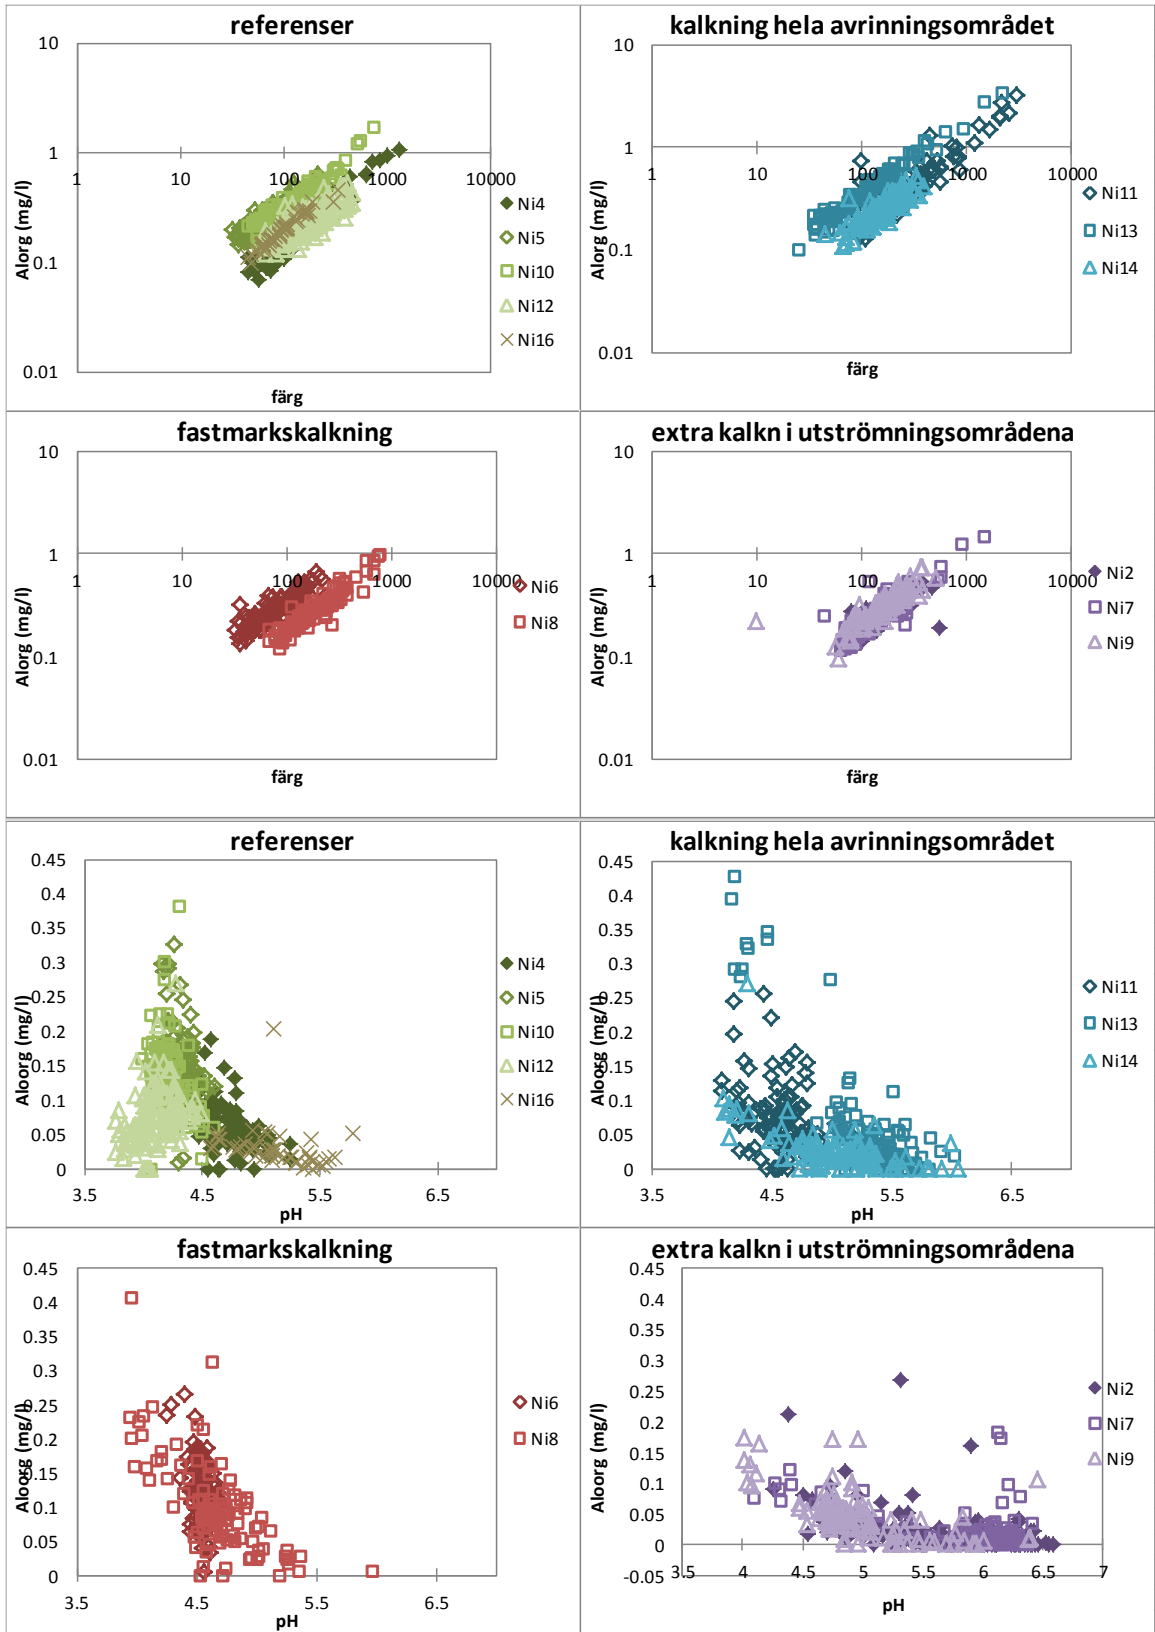 referenser
10
1
0.1
0.01
1
10
100
1000
10000
Alorg (mg/l)
färg
Ni4
Ni5
Ni10
Ni12
Ni16
kalkning hela avrinningsområdet
10
1
0.1
0.01
1
10
100
1000
10000
Alorg (mg/l)
färg
Ni11
Ni13
Ni14
fastmarkskalkning
10
1
0.1
0.01
1
10
100
1000
10000
Alorg (mg/l)
färg
Ni6
Ni8
extra kalkn i utströmningsområdena
10
1
0.1
0.01
1
10
100
1000
10000
Alorg (mg/l)
färg
Ni2
Ni7
Ni9
referenser
0.45
0.4
0.35
0.3
0.25
0.2
0.15
0.1
0.05
0
3.5
4.5
5.5
6.5
Aloorg (mg/l)
pH
Ni4
Ni5
Ni10
Ni12
Ni16
kalkning hela avrinningsområdet
0.45
0.4
0.35
0.3
0.25
0.2
0.15
0.1
0.05
0
3.5
4.5
5.5
6.5
Aloorg (mg/l)
pH
Ni11
Ni13
Ni14
fastmarkskalkning
0.45
0.4
0.35
0.3
0.25
0.2
0.15
0.1
0.05
0
3.5
4.5
5.5
6.5
Aloorg (mg/l)
pH
Ni6
Ni8
extra kalkn i utströmningsområdena
0.45
0.4
0.35
0.3
0.25
0.2
0.15
0.1
0.05
0
-0.05
3.5
4
4.5
5
5.5
6
6.5
7
Aloorg (mg/l)
pH
Ni2
Ni7
Ni9